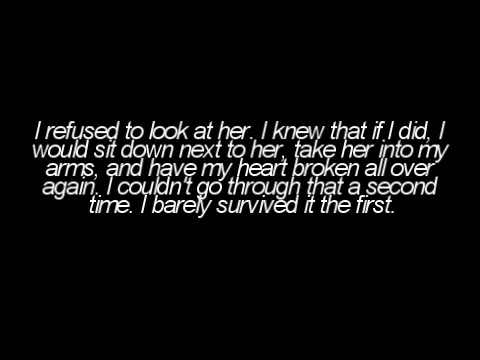 I refused to look at her. I knew that if I did, I
would sit down next to her, take her into my
arms, and have my heart broken all over
again. I couldn't go through that a second
time. I barely survived it the first.